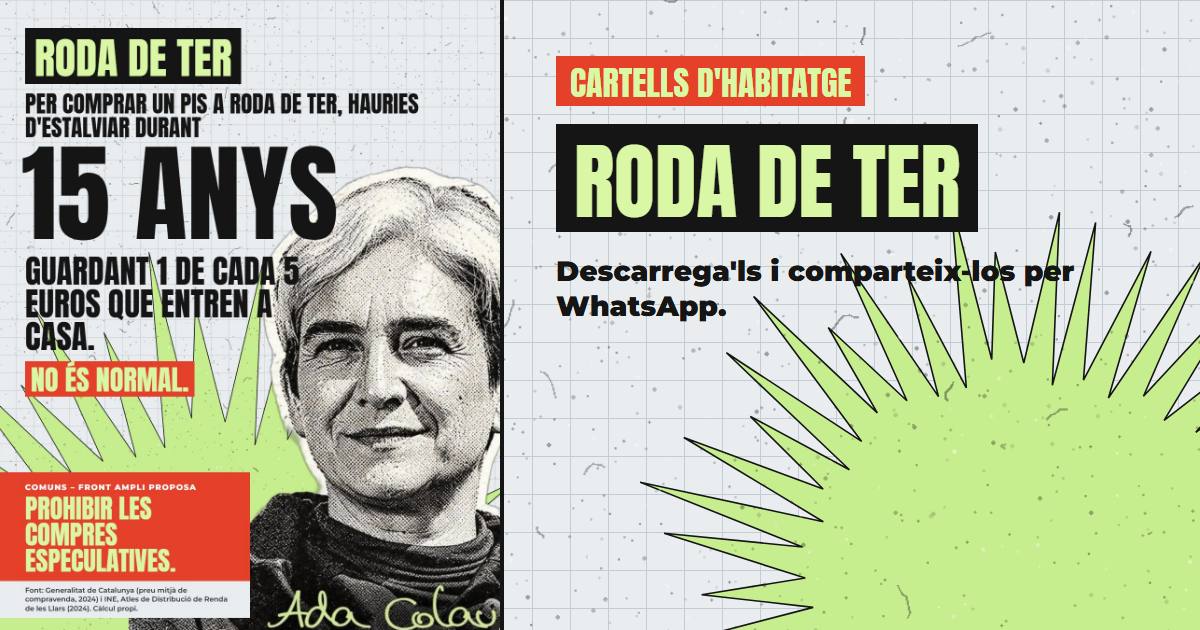 RODA DE TER
PER COMPRAR UN PIS A RODA DE TER, HAURIES
D'ESTALVIAR DURANT
15 ANYS
GUARDANT 1 DE CADA 5
EUROS QUE ENTREN A
CASA.
NO ÉS NORMAL.
COMUNS – FRONT AMPLI PROPOSA
PROHIBIR LES
COMPRES
ESPECULATIVES.
Font: Generalitat de Catalunya (preu mitjà de
compravenda, 2024) i INE, Atles de Distribució de Renda
de les Llars (2024). Càlcul propi.
Ada Colau
CARTELLS D'HABITATGE
RODA DE TER
Descarrega'ls i comparteix-los per
WhatsApp.